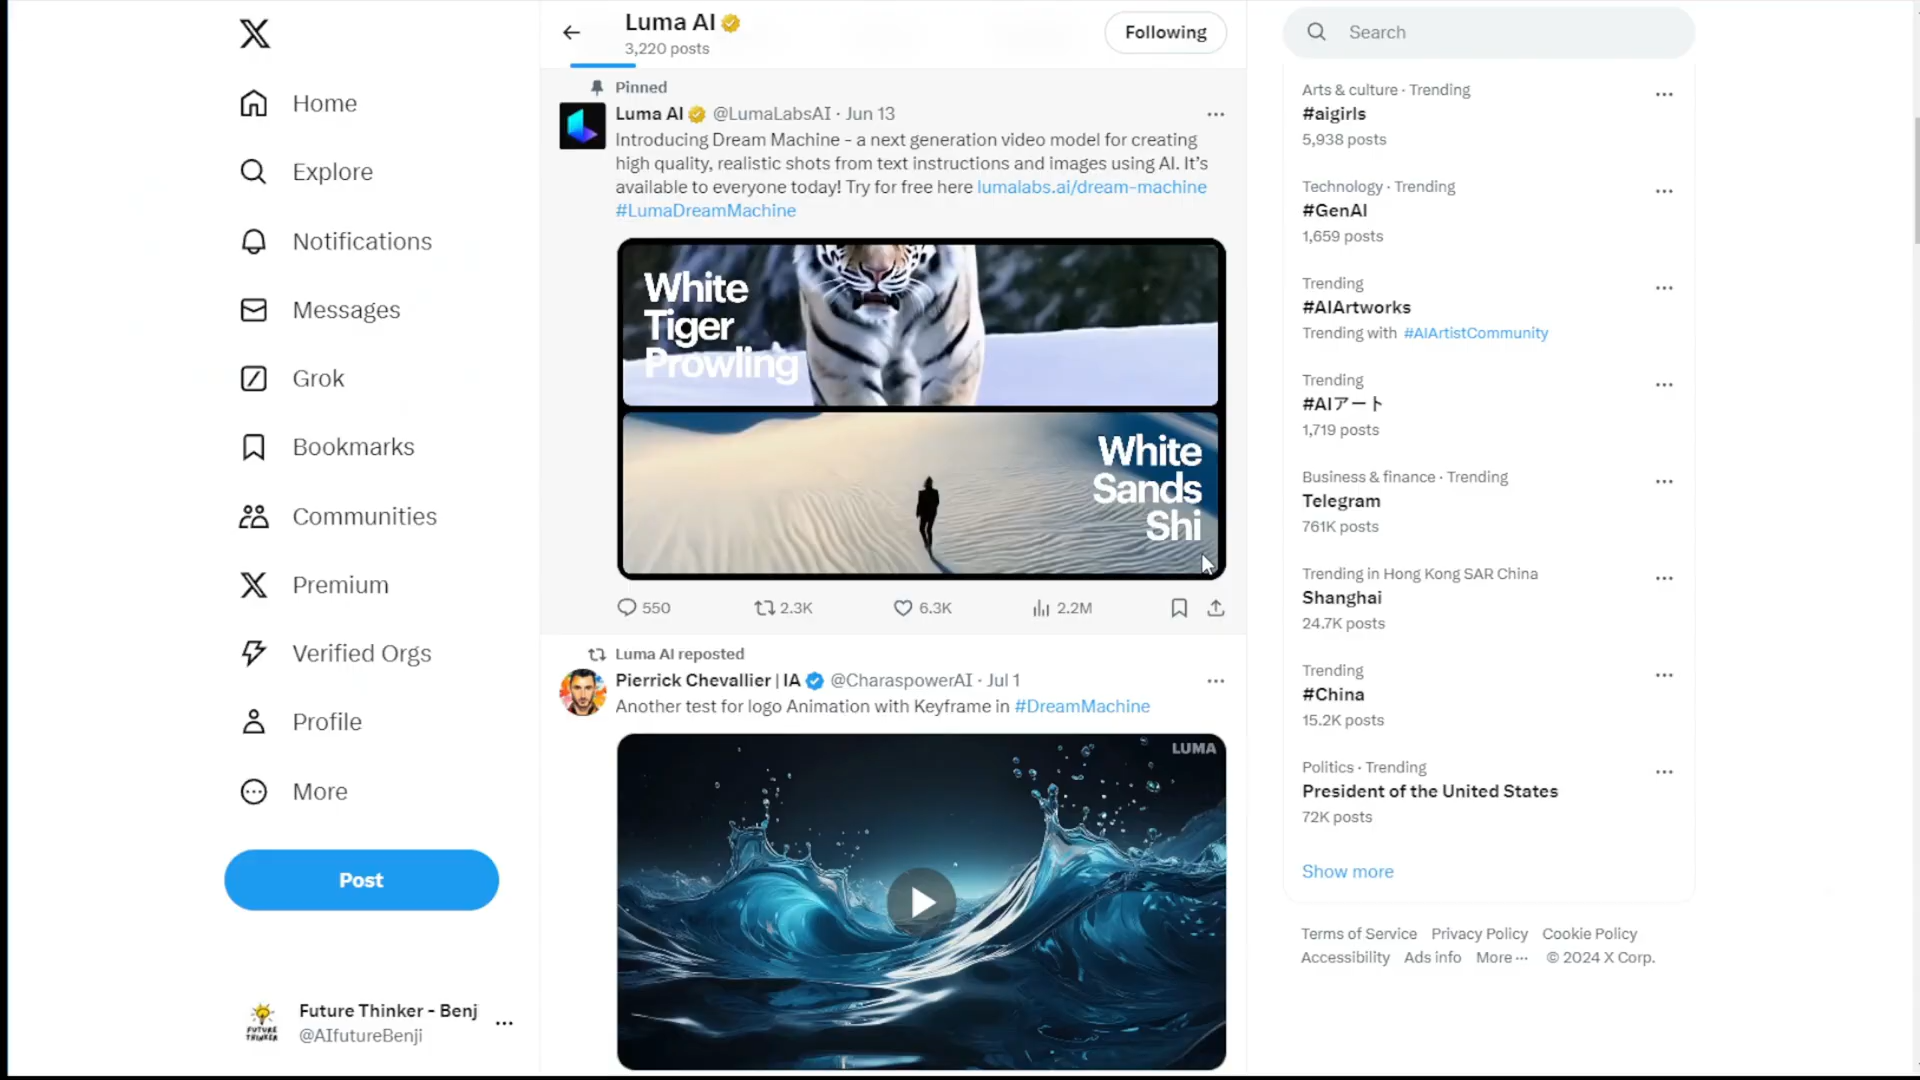 Home
Explore
Notifications
Messages
Grok
Bookmarks
Communities
Premium
Verified Orgs
Profile
More
Post
Future Thinker - Benj
@AIfutureBenji
FUTURE
THINKER
Luma AI
3,220 posts
Following
Pinned
Luma AI @LumaLabsAI · Jun 13
Introducing Dream Machine - a next generation video model for creating
high quality, realistic shots from text instructions and images using AI. It's
available to everyone today! Try for free here lumalabs.ai/dream-machine
#LumaDreamMachine
White
Tiger
Prowling
White
Sands
Shi
550
2.3K
6.3K
2.2M
Luma AI reposted
Pierrick Chevallier | IA @CharaspowerAI · Jul 1
Another test for logo Animation with Keyframe in #DreamMachine
LUMA
Search
Arts & culture · Trending
#aigirls
5,938 posts
Technology · Trending
#GenAI
1,659 posts
Trending
#AIArtworks
Trending with #AIArtistCommunity
Trending
#AIアート
1,719 posts
Business & finance · Trending
Telegram
761K posts
Trending in Hong Kong SAR China
Shanghai
24.7K posts
Trending
#China
15.2K posts
Politics · Trending
President of the United States
72K posts
Show more
Terms of Service Privacy Policy Cookie Policy
Accessibility Ads info More ··· © 2024 X Corp.